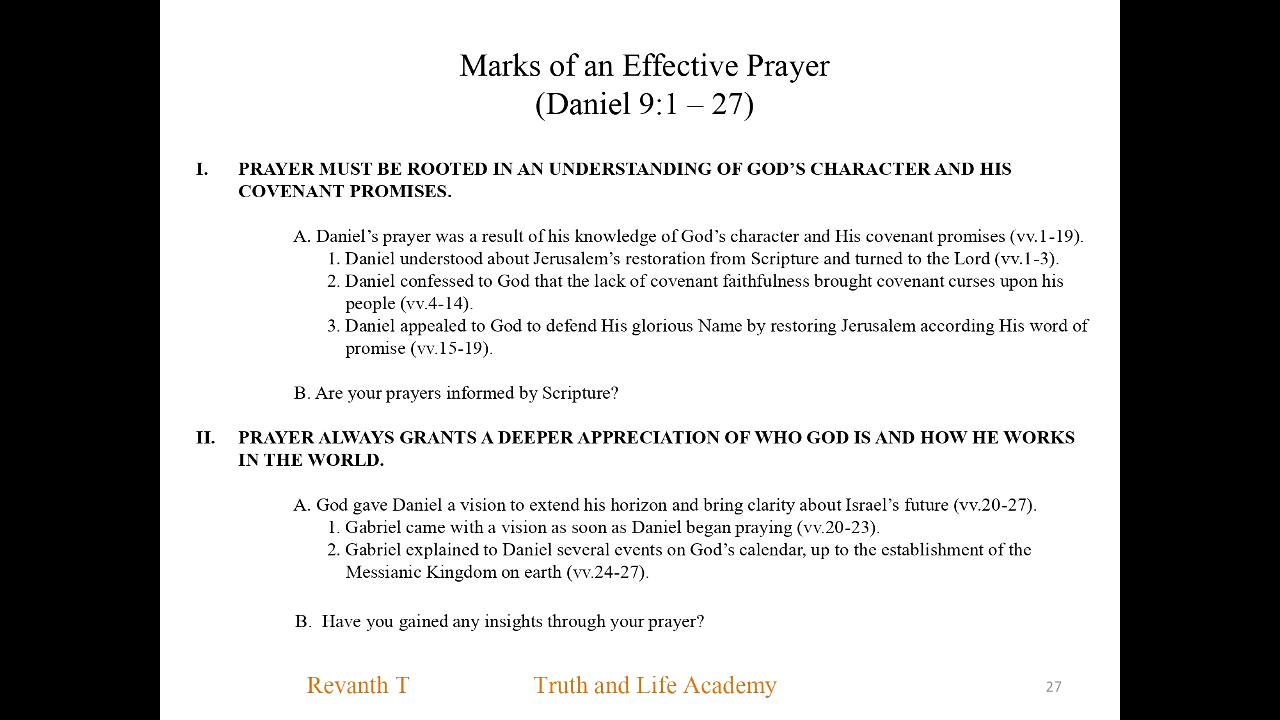 Marks of an Effective Prayer
(Daniel 9:1 – 27)
I. PRAYER MUST BE ROOTED IN AN UNDERSTANDING OF GOD’S CHARACTER AND HIS
COVENANT PROMISES.
A. Daniel’s prayer was a result of his knowledge of God’s character and His covenant promises (vv.1-19).
1. Daniel understood about Jerusalem’s restoration from Scripture and turned to the Lord (vv.1-3).
2. Daniel confessed to God that the lack of covenant faithfulness brought covenant curses upon his
people (vv.4-14).
3. Daniel appealed to God to defend His glorious Name by restoring Jerusalem according His word of
promise (vv.15-19).
B. Are your prayers informed by Scripture?
II. PRAYER ALWAYS GRANTS A DEEPER APPRECIATION OF WHO GOD IS AND HOW HE WORKS
IN THE WORLD.
A. God gave Daniel a vision to extend his horizon and bring clarity about Israel’s future (vv.20-27).
1. Gabriel came with a vision as soon as Daniel began praying (vv.20-23).
2. Gabriel explained to Daniel several events on God’s calendar, up to the establishment of the
Messianic Kingdom on earth (vv.24-27).
B. Have you gained any insights through your prayer?
Revanth T Truth and Life Academy 27